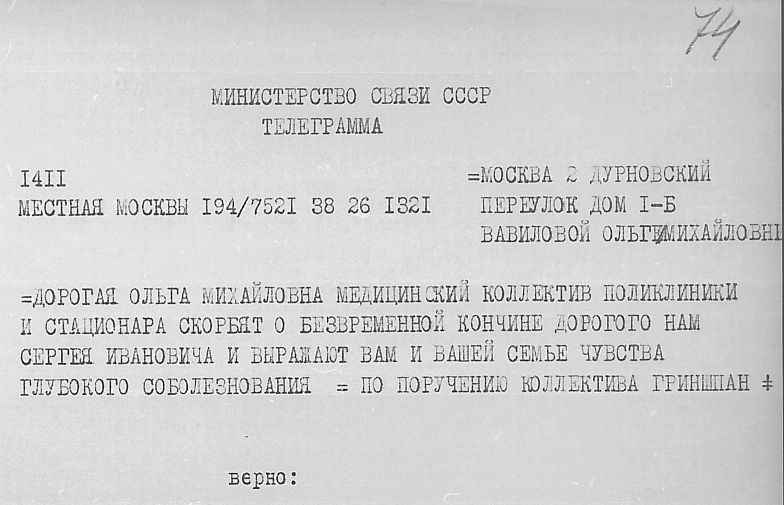 74
МИНИСТЕРСТВО СВЯЗИ СССР
ТЕЛЕГРАММА
I4II
МЕСТНАЯ МОСКВЫ I94/752I 38 26 I32I
=МОСКВА 2 ДУРНОВСКИЙ
ПЕРЕУЛОК ДОМ I-Б
ВАВИЛОВОЙ ОЛЬГЕ МИХАЙЛОВНЕ
=ДОРОГАЯ ОЛЬГА МИХАЙЛОВНА МЕДИЦИНСКИЙ КОЛЛЕКТИВ ПОЛИКЛИНИКИ
И СТАЦИОНАРА СКОРБЯТ О БЕЗВРЕМЕННОЙ КОНЧИНЕ ДОРОГОГО НАМ
СЕРГЕЯ ИВАНОВИЧА И ВЫРАЖАЮТ ВАМ И ВАШЕЙ СЕМЬЕ ЧУВСТВА
ГЛУБОКОГО СОБОЛЕЗНОВАНИЯ = ПО ПОРУЧЕНИЮ КОЛЛЕКТИВА ГРИНШПАН ‡
верно: